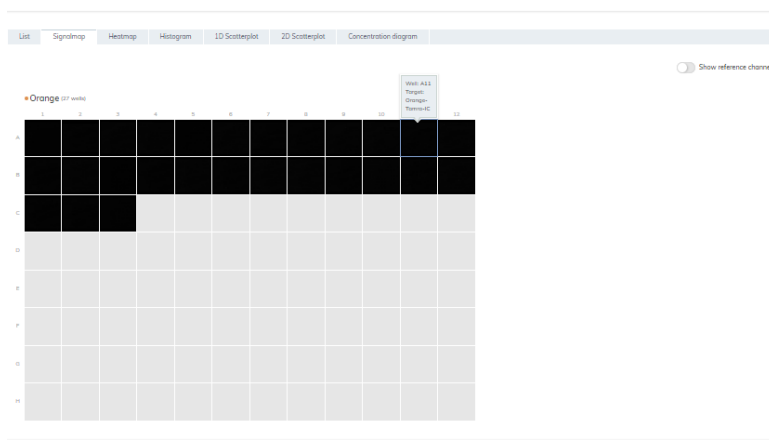 List Signalmap Heatmap Histogram 1D Scatterplot 2D Scatterplot Concentration diagram
Show reference channe
Well: A11
Target:
Orange-
Tamra-IC
*Orange (27 wells)
1 2 3 4 5 6 7 8 9 10 12
A
B
C
D
E
F
G
H